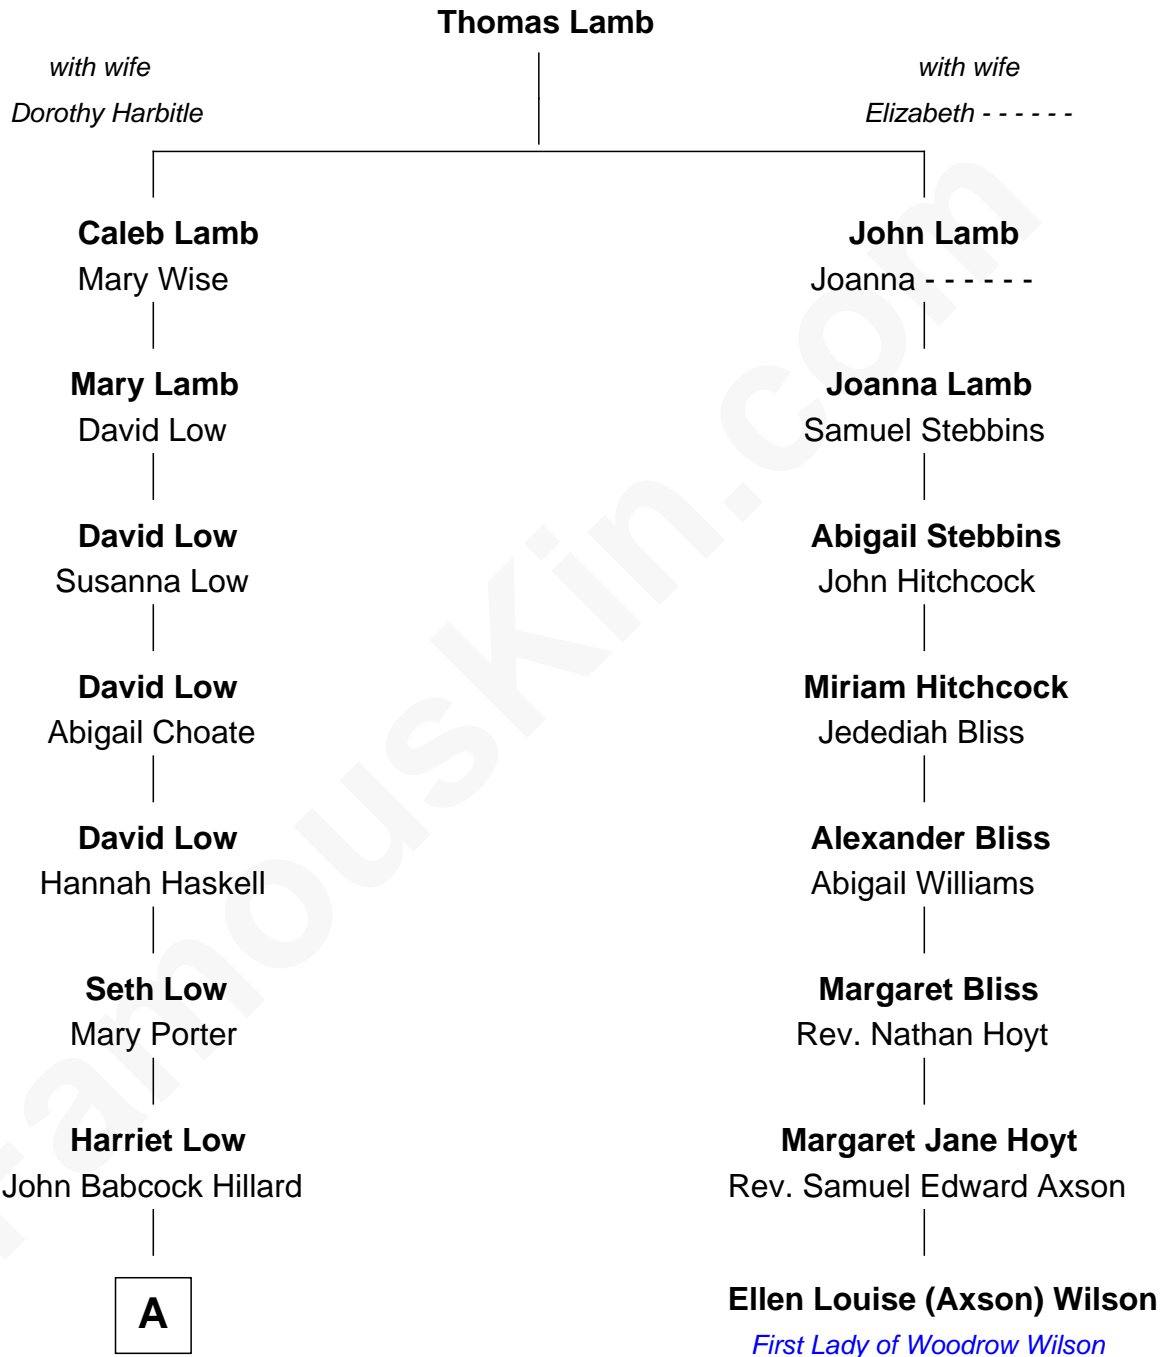 Thomas Lamb
with wife
Dorothy Harbitle
with wife
Elizabeth - - - - - -
Caleb Lamb
Mary Wise
John Lamb
Joanna - - - - - -
Mary Lamb
David Low
Joanna Lamb
Samuel Stebbins
David Low
Susanna Low
Abigail Stebbins
John Hitchcock
David Low
Abigail Choate
Miriam Hitchcock
Jedediah Bliss
David Low
Hannah Haskell
Alexander Bliss
Abigail Williams
Seth Low
Mary Porter
Margaret Bliss
Rev. Nathan Hoyt
Harriet Low
John Babcock Hillard
Margaret Jane Hoyt
Rev. Samuel Edward Axson
A
Ellen Louise (Axson) Wilson
First Lady of Woodrow Wilson
FamousKin.com